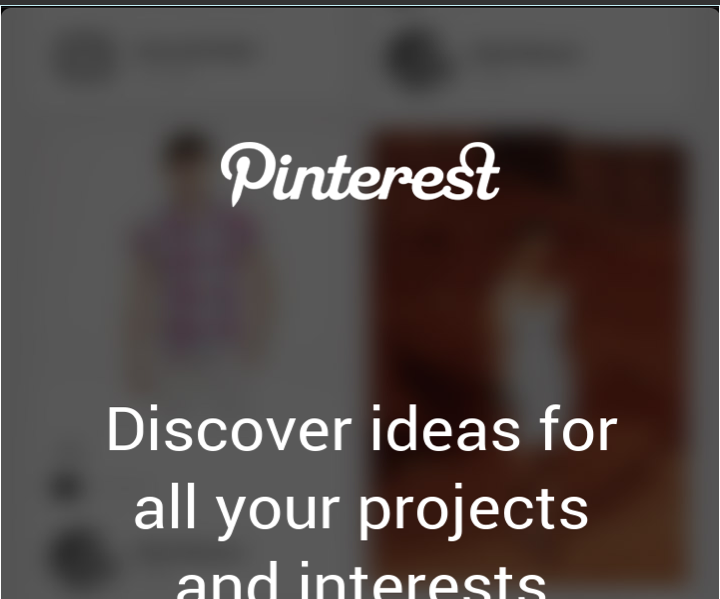 Pinterest
Discover ideas for
all your projects
and interests